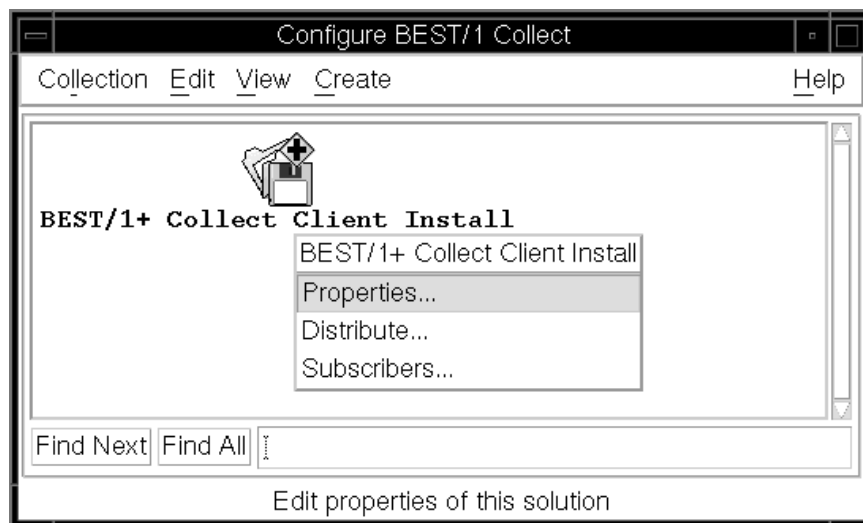 Configure BEST/1 Collect
Collection Edit View Create Help
BEST/1+ Collect Client Install
BEST/1+ Collect Client Install
Properties...
Distribute...
Subscribers...
Find Next Find All
Edit properties of this solution